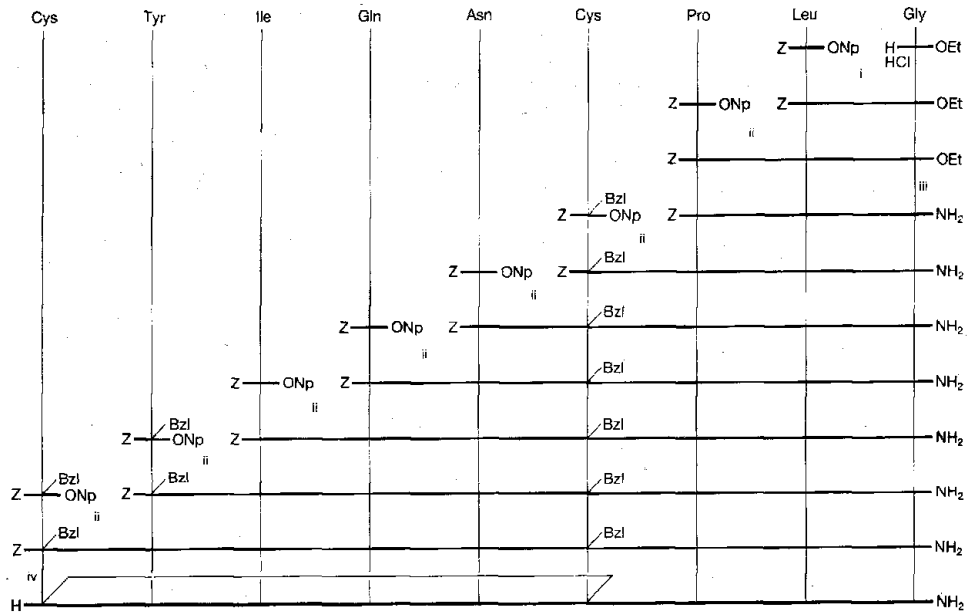 Cys Tyr Ile Gln Asn Cys Pro Leu Gly
Z ONp H OEt
HCl
i
Z ONp Z OEt
ii
Z OEt
iii
Bzl
Z ONp Z NH2
ii
Bzl
Z ONp Z NH2
ii
Bzl
Z ONp Z NH2
ii
Bzl
Z ONp Z NH2
ii
Bzl Bzl
Z ONp Z NH2
ii
Bzl Bzl Bzl
Z ONp Z NH2
ii
Bzl Bzl
Z NH2
iv
H NH2